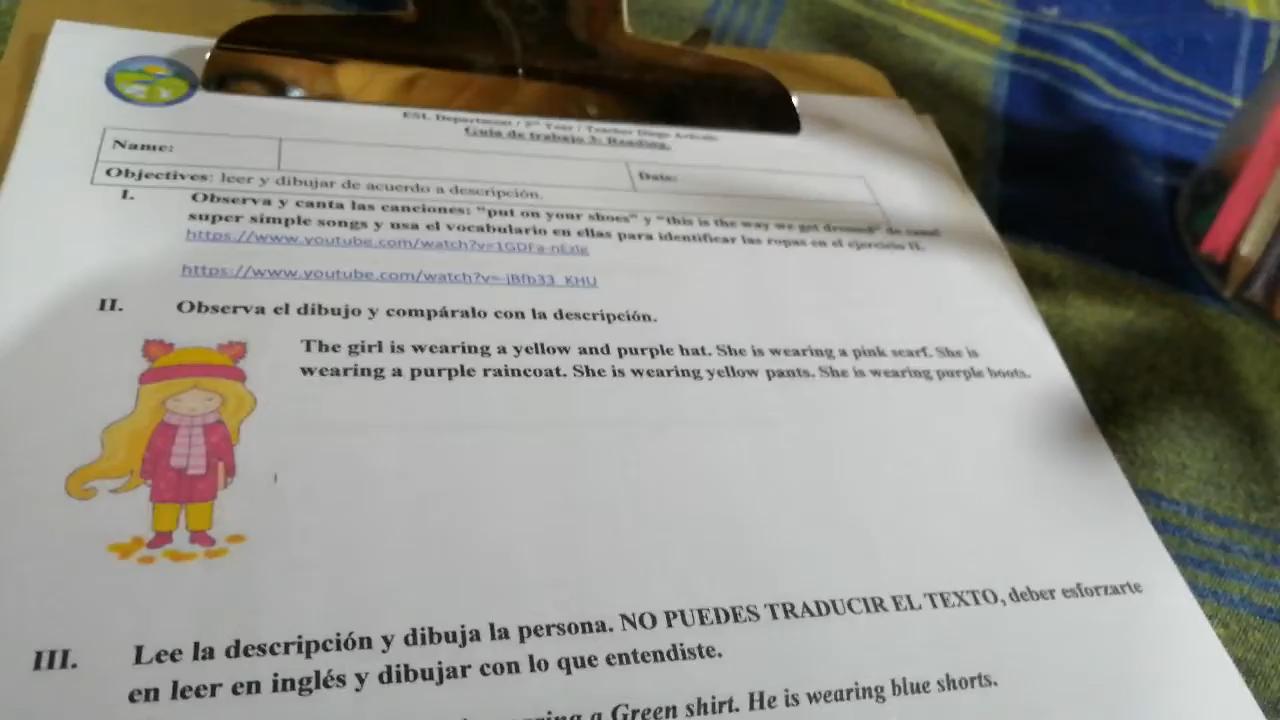 ESL Department / 2nd Year / Teacher Diego
Guía de trabajo 3: Reading.
Name:
Date:
Objectives: leer y dibujar de acuerdo a descripción.
I. Observa y canta las canciones: “put on your shoes” y “this is the way we get dressed” de canal
super simple songs y usa el vocabulario en ellas para identificar las ropas en el ejercicio II.
https://www.youtube.com/watch?v=1GDFa-nEzlg
https://www.youtube.com/watch?v=-jBfb33_KHU
II. Observa el dibujo y compáralo con la descripción.
The girl is wearing a yellow and purple hat. She is wearing a pink scarf. She is
wearing a purple raincoat. She is wearing yellow pants. She is wearing purple boots.
III. Lee la descripción y dibuja la persona. NO PUEDES TRADUCIR EL TEXTO, deber esforzarte
en leer en inglés y dibujar con lo que entendiste.
a Green shirt. He is wearing blue shorts.